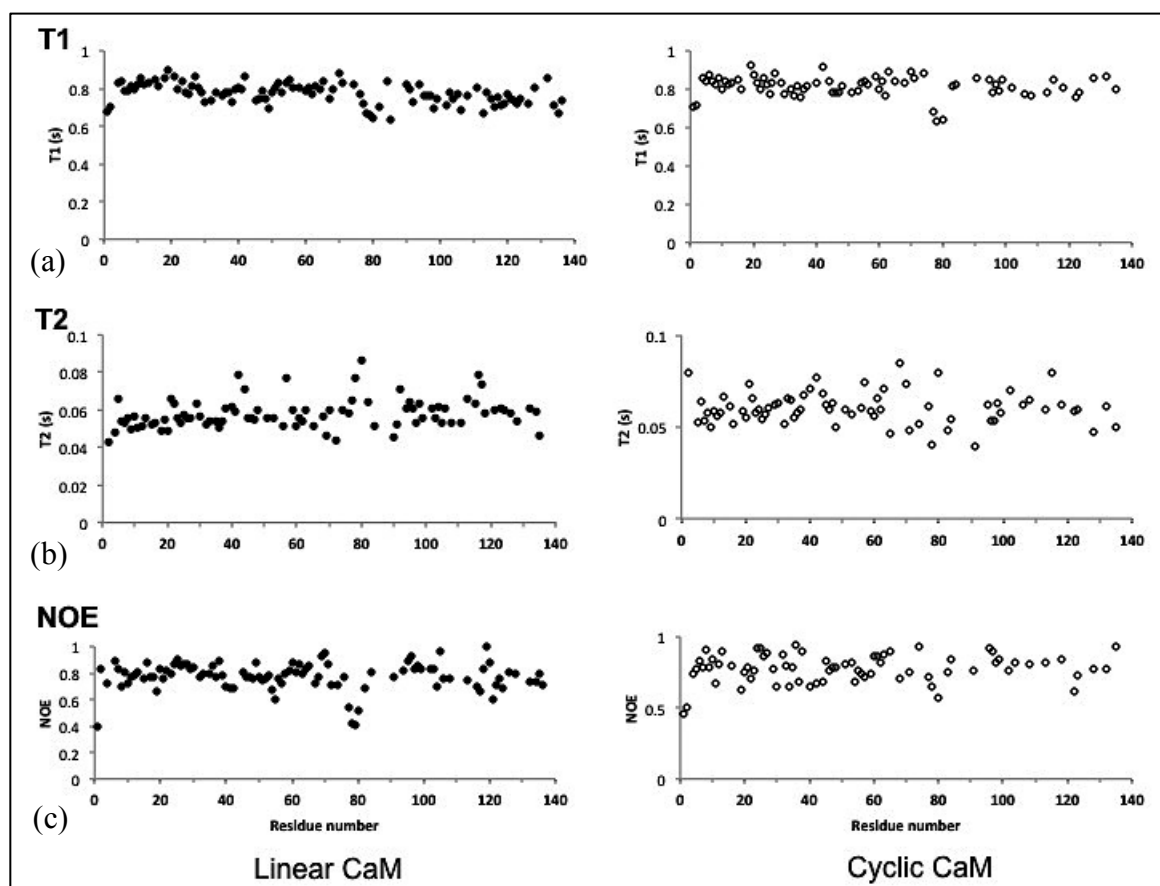 T1
1
0.8
0.6
0.4
0.2
0
T1 (s)
0 20 40 60 80 100 120 140
1
0.8
0.6
0.4
0.2
0
T1 (s)
0 20 40 60 80 100 120 140
(a)
T2
0.1
0.08
0.06
0.04
0.02
0
T2 (s)
0 20 40 60 80 100 120 140
0.1
0.05
0
T2 (s)
0 20 40 60 80 100 120 140
(b)
NOE
1
0.8
0.6
0.4
0.2
0
NOE
0 20 40 60 80 100 120 140
Residue number
1
0.5
0
NOE
0 20 40 60 80 100 120 140
Residue number
(c)
Linear CaM
Cyclic CaM